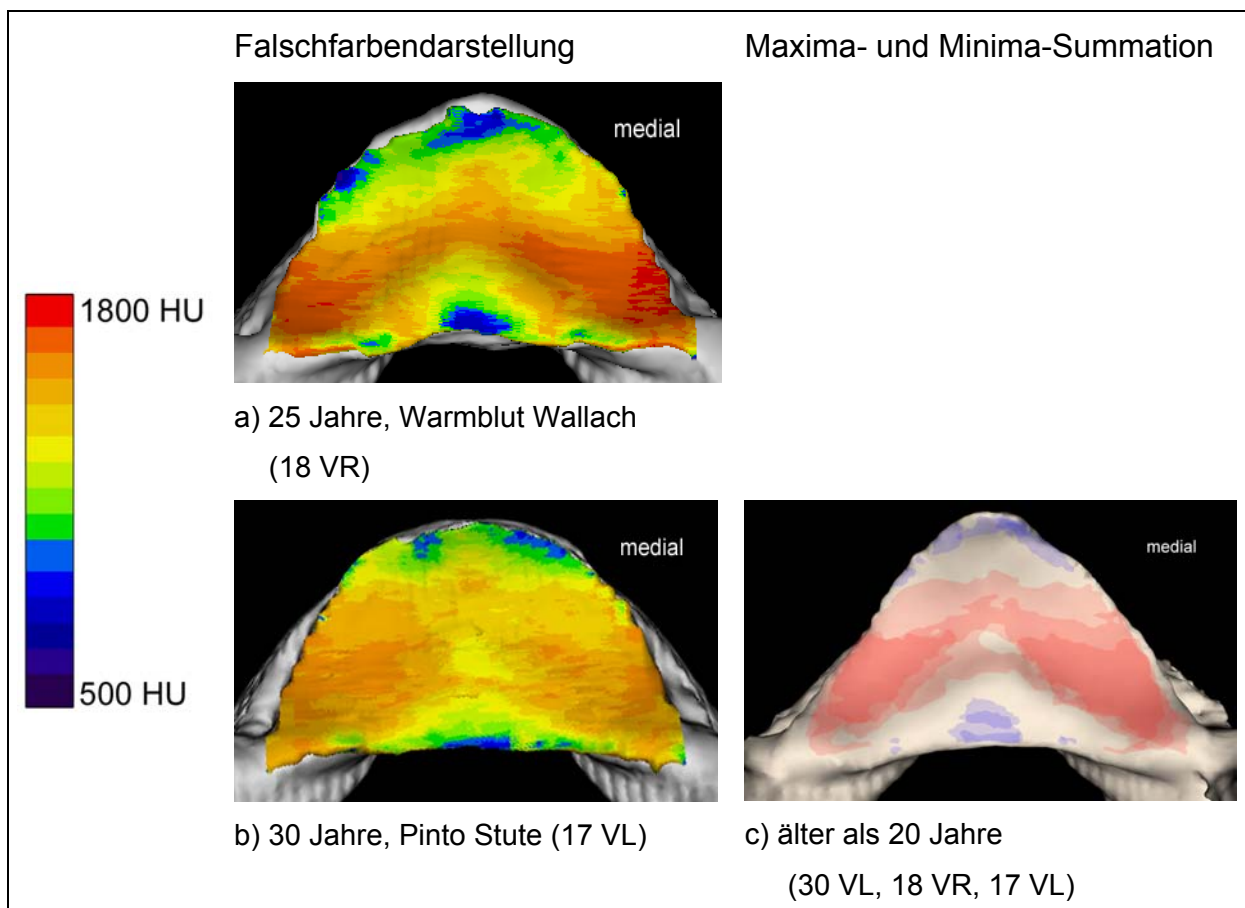 Falschfarbendarstellung
Maxima- und Minima-Summation
medial
1800 HU
500 HU
a) 25 Jahre, Warmblut Wallach
(18 VR)
medial
b) 30 Jahre, Pinto Stute (17 VL)
medial
c) älter als 20 Jahre
(30 VL, 18 VR, 17 VL)